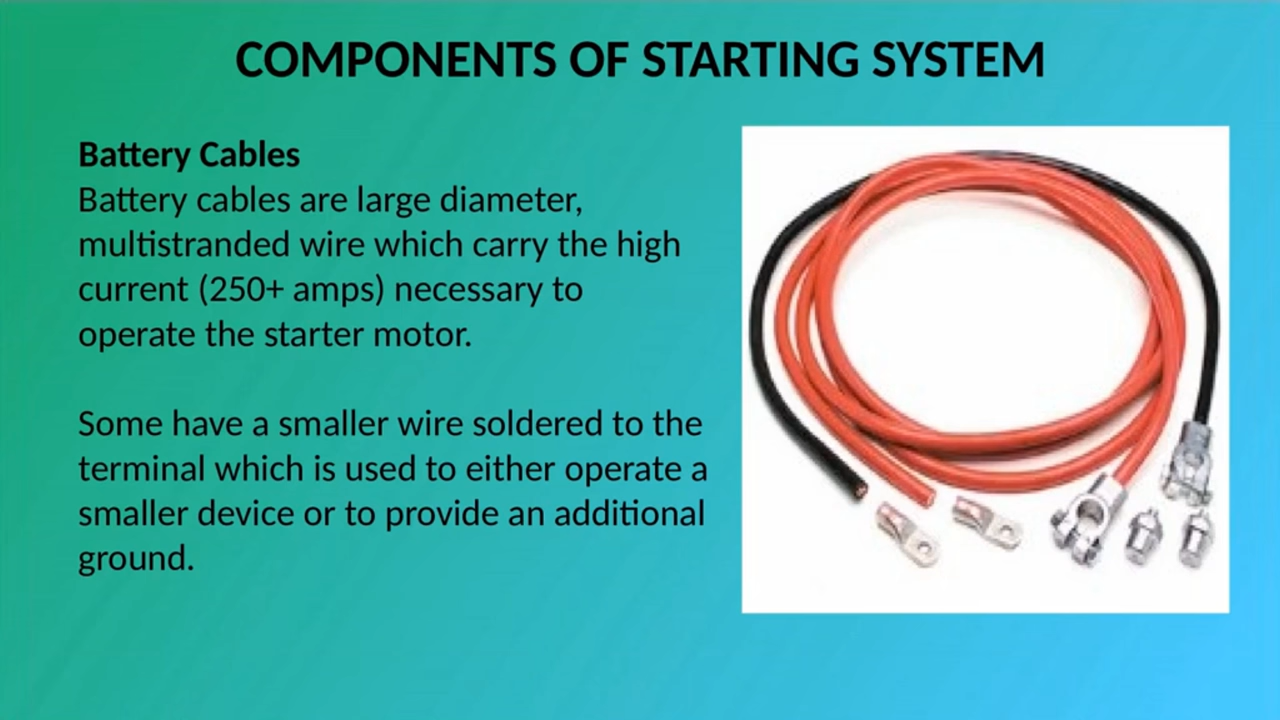 COMPONENTS OF STARTING SYSTEM
Battery Cables
Battery cables are large diameter,
multistranded wire which carry the high
current (250+ amps) necessary to
operate the starter motor.
Some have a smaller wire soldered to the
terminal which is used to either operate a
smaller device or to provide an additional
ground.